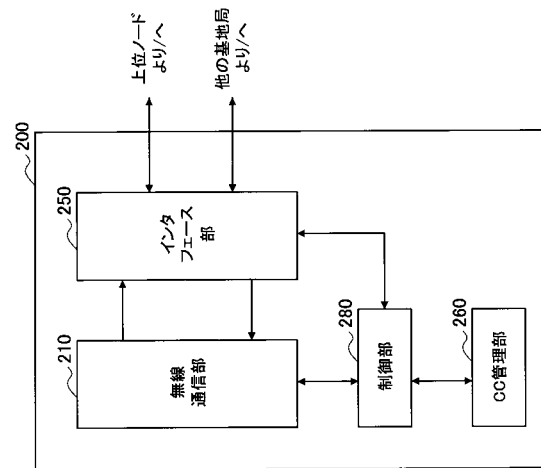 200
上位ノード
より/へ
他の基地局
より/へ
250
インタ
フェース
部
210
無線
通信部
280
制御部
260
CC管理部